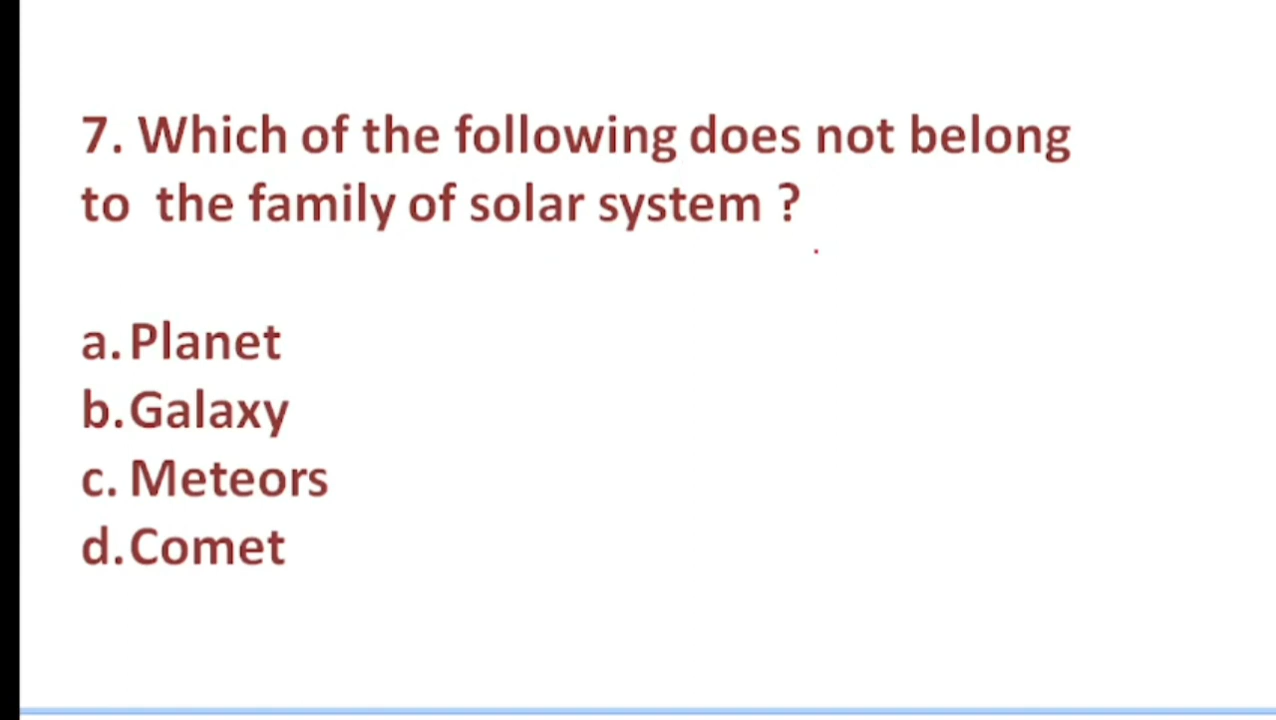 7. Which of the following does not belong
to the family of solar system ?
a. Planet
b. Galaxy
c. Meteors
d. Comet